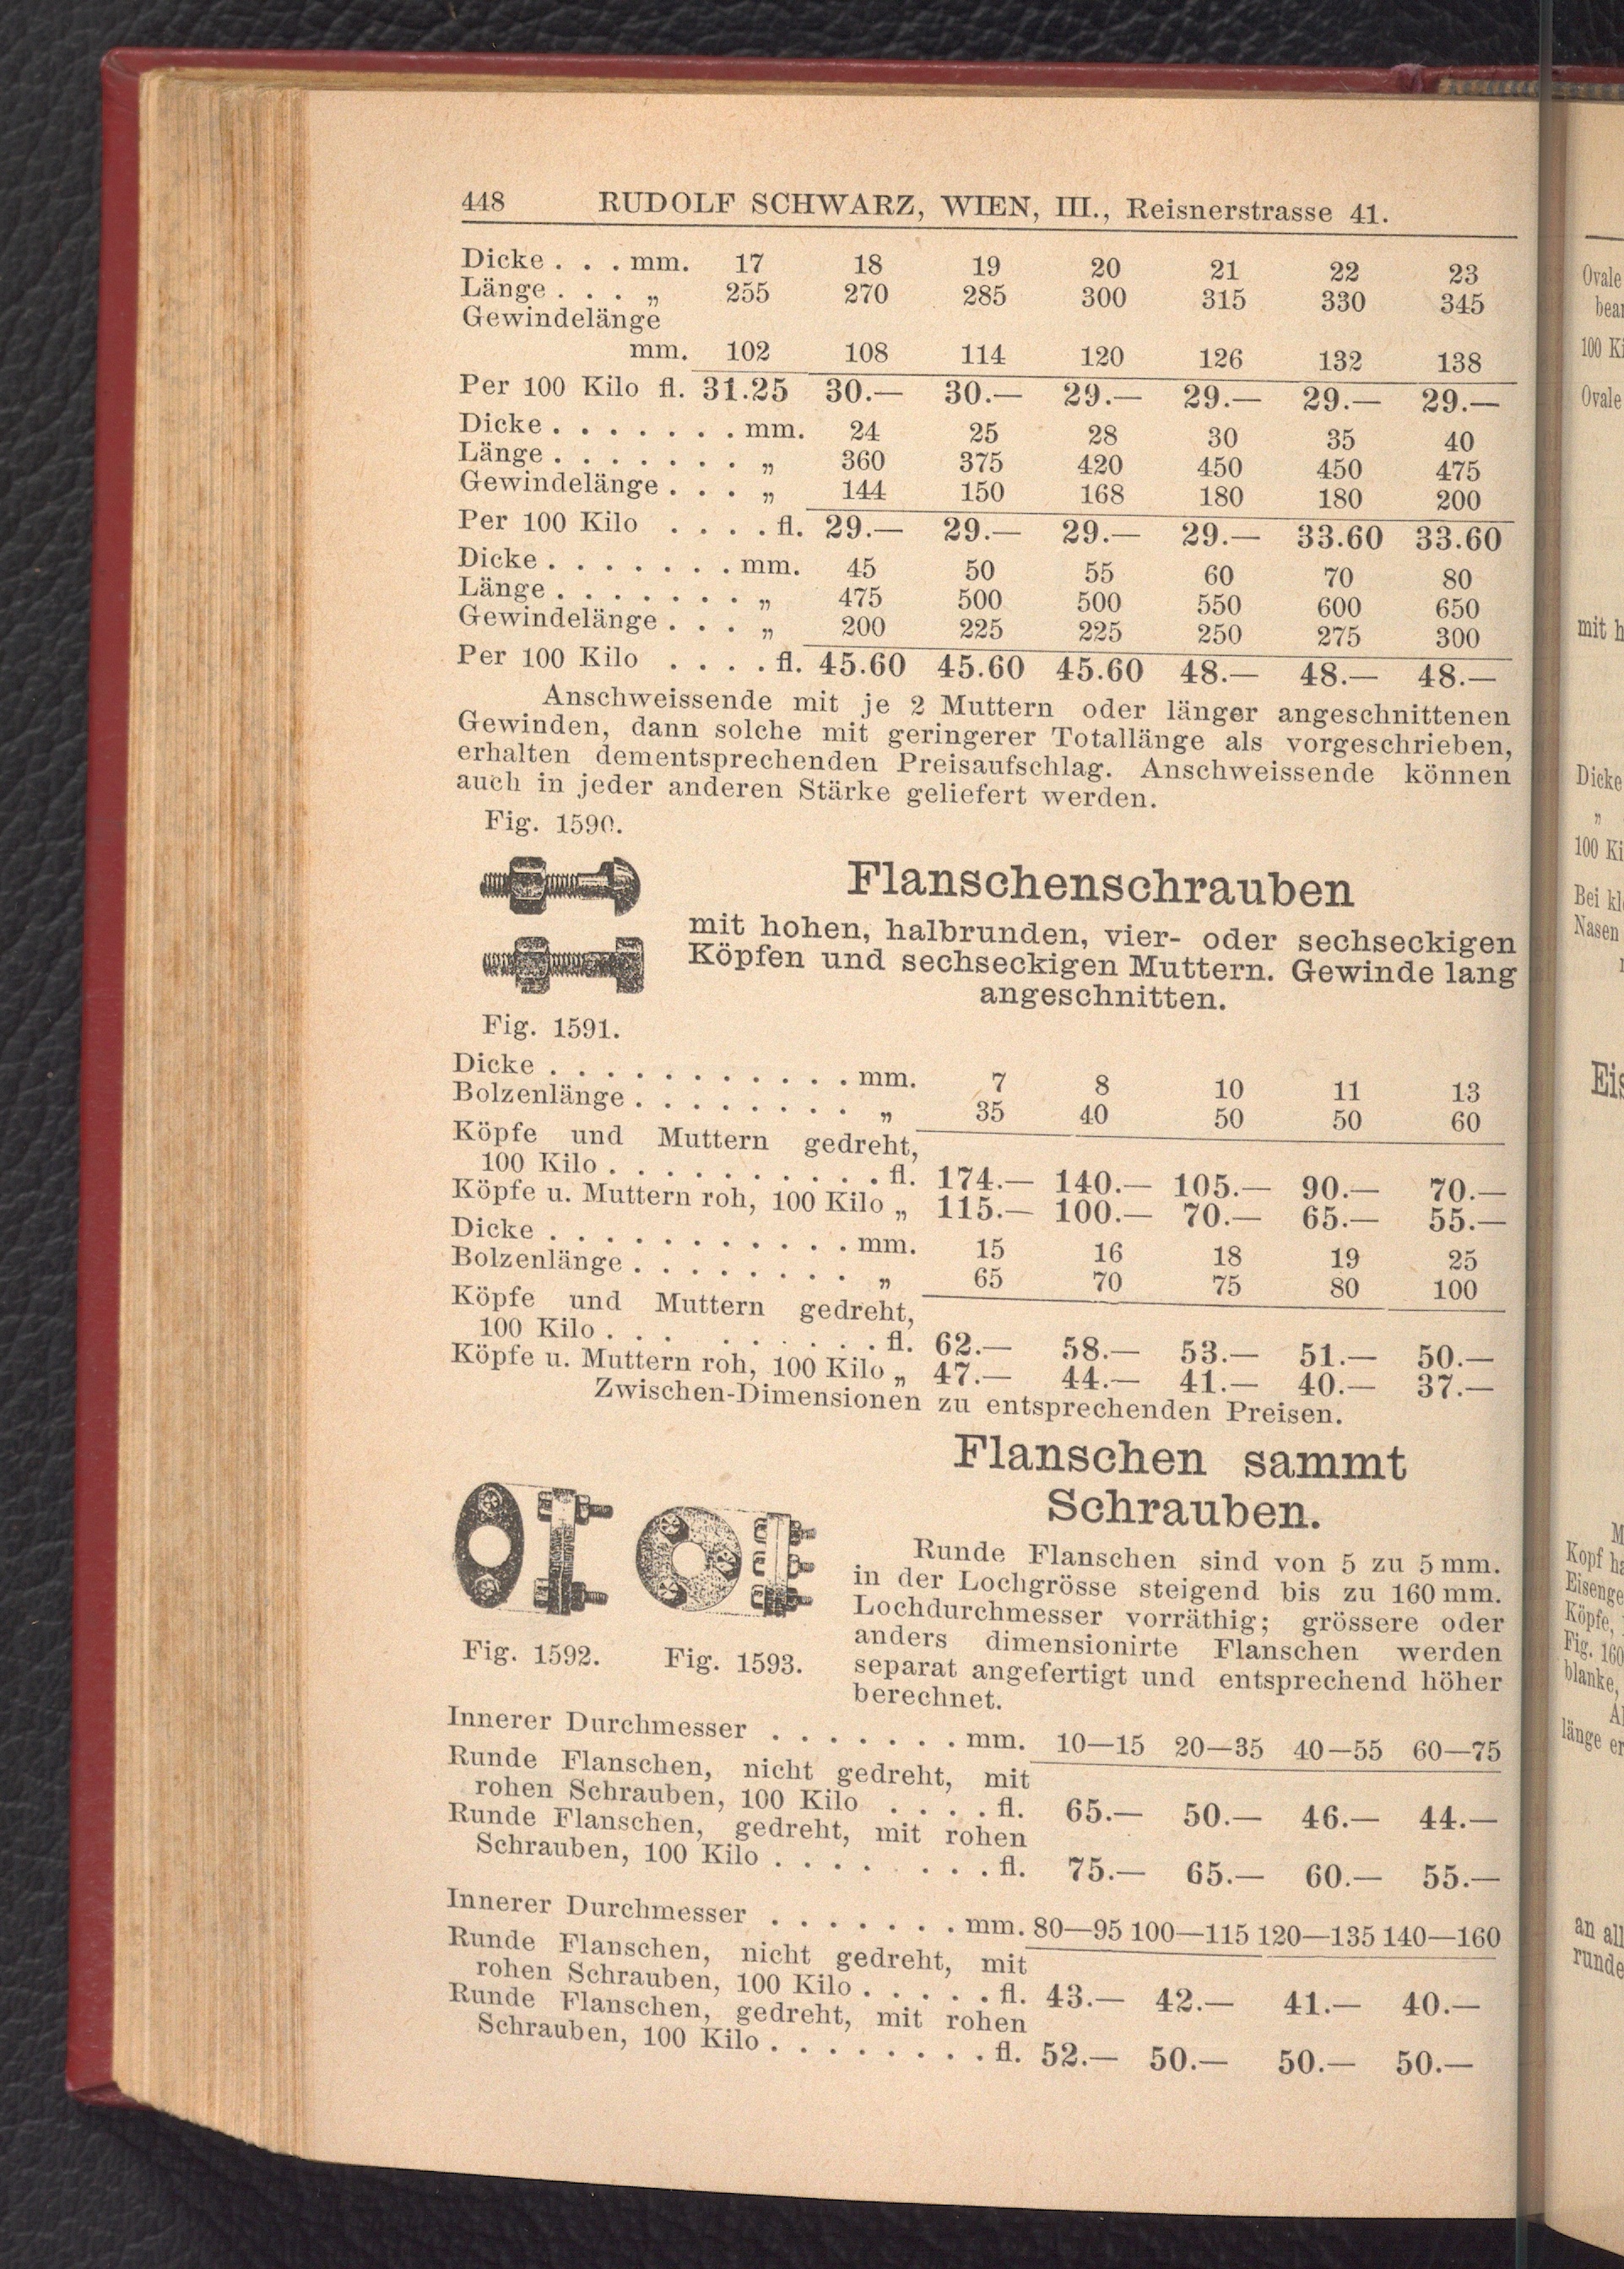 448 RUDOLF SCHWARZ, WIEN, III., Reisnerstrasse 41.
Dicke . . . mm. 17 18 19 20 21 22 23
Länge . . . „ 255 270 285 300 315 330 345
Gewindelänge
mm. 102 108 114 120 126 132 138
Per 100 Kilo fl. 31.25 30.— 30.— 29.— 29.— 29.— 29.—
Dicke . . . . . . . mm. 24 25 28 30 35 40
Länge . . . . . . . „ 360 375 420 450 450 475
Gewindelänge . . . „ 144 150 168 180 180 200
Per 100 Kilo . . . . fl. 29.— 29.— 29.— 29.— 33.60 33.60
Dicke . . . . . . . mm. 45 50 55 60 70 80
Länge . . . . . . . „ 475 500 500 550 600 650
Gewindelänge . . . „ 200 225 225 250 275 300
Per 100 Kilo . . . . fl. 45.60 45.60 45.60 48.— 48.— 48.—
Anschweissende mit je 2 Muttern oder länger angeschnittenen
Gewinden, dann solche mit geringerer Totallänge als vorgeschrieben,
erhalten dementsprechenden Preisaufschlag. Anschweissende können
auch in jeder anderen Stärke geliefert werden.
Fig. 1590.
Flanschenschrauben
mit hohen, halbrunden, vier- oder sechseckigen
Köpfen und sechseckigen Muttern. Gewinde lang
angeschnitten.
Fig. 1591.
Dicke . . . . . . . . . . . mm. 7 8 10 11 13
Bolzenlänge . . . . . . . . „ 35 40 50 50 60
Köpfe und Muttern gedreht,
100 Kilo . . . . . . . . . . fl. 174.— 140.— 105.— 90.— 70.—
Köpfe u. Muttern roh, 100 Kilo „ 115.— 100.— 70.— 65.— 55.—
Dicke . . . . . . . . . . . mm. 15 16 18 19 25
Bolzenlänge . . . . . . . . „ 65 70 75 80 100
Köpfe und Muttern gedreht,
100 Kilo . . . . . . . . . fl. 62.— 58.— 53.— 51.— 50.—
Köpfe u. Muttern roh, 100 Kilo „ 47.— 44.— 41.— 40.— 37.—
Zwischen-Dimensionen zu entsprechenden Preisen.
Flanschen sammt
Schrauben.
Runde Flanschen sind von 5 zu 5 mm.
in der Lochgrösse steigend bis zu 160 mm.
Lochdurchmesser vorräthig; grössere oder
anders dimensionirte Flanschen werden
separat angefertigt und entsprechend höher
berechnet.
Fig. 1592. Fig. 1593.
Innerer Durchmesser . . . . . . . mm. 10—15 20—35 40—55 60—75
Runde Flanschen, nicht gedreht, mit
rohen Schrauben, 100 Kilo . . . . fl. 65.— 50.— 46.— 44.—
Runde Flanschen, gedreht, mit rohen
Schrauben, 100 Kilo . . . . . . . fl. 75.— 65.— 60.— 55.—
Innerer Durchmesser . . . . . . . mm. 80—95 100—115 120—135 140—160
Runde Flanschen, nicht gedreht, mit
rohen Schrauben, 100 Kilo . . . . . fl. 43.— 42.— 41.— 40.—
Runde Flanschen, gedreht, mit rohen
Schrauben, 100 Kilo . . . . . . . . fl. 52.— 50.— 50.— 50.—
Ovale
100
Ovale
mit
Dicke
„
100
Bei
Nasen
Kopf
Köpfe,
Fig.
blanke,
länge
an
runde